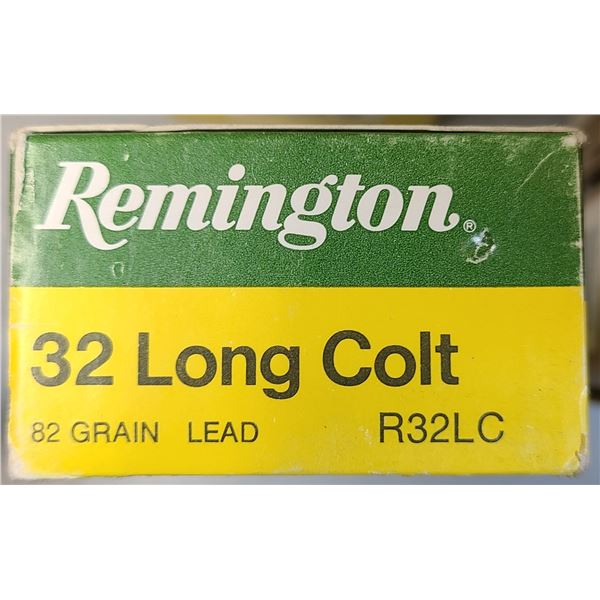 Remington®
32 Long Colt
82 GRAIN LEAD R32LC